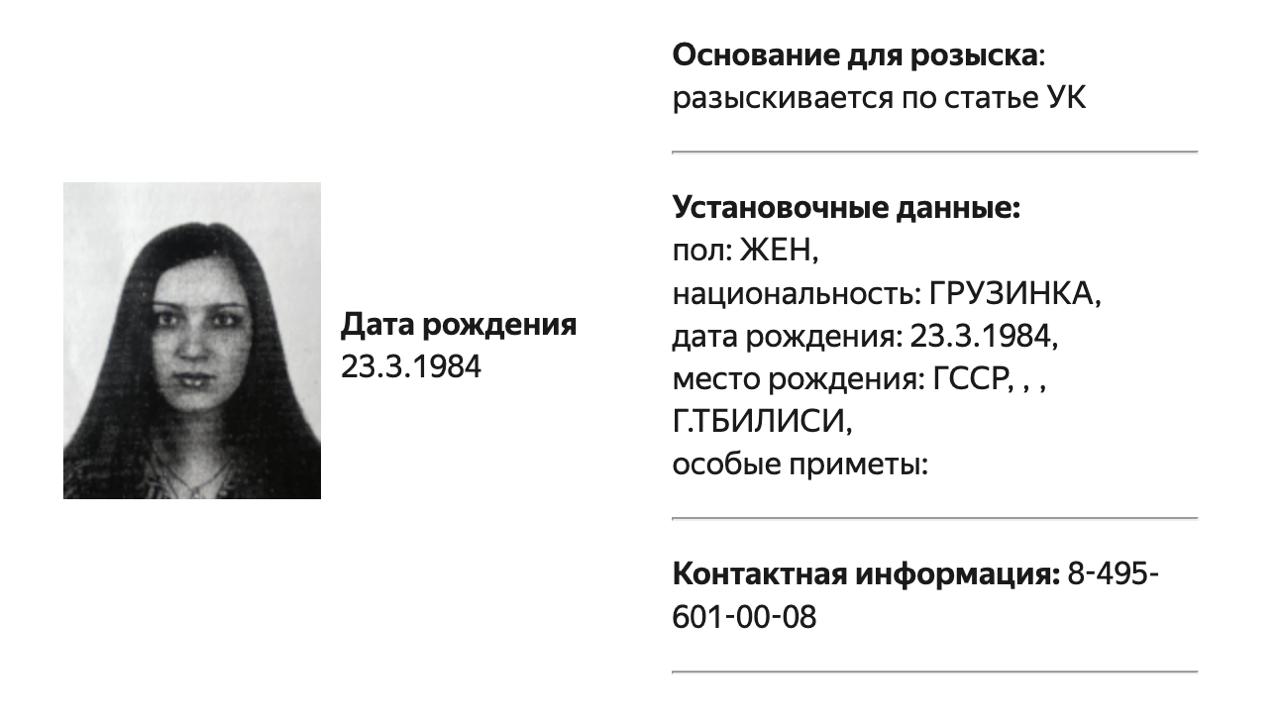 Дата рождения
23.3.1984
Основание для розыска:
разыскивается по статье УК
Установочные данные:
пол: ЖЕН,
национальность: ГРУЗИНКА,
дата рождения: 23.3.1984,
место рождения: ГССР, , ,
Г.ТБИЛИСИ,
особые приметы:
Контактная информация: 8-495-
601-00-08